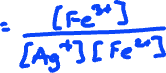 = [Fe³⁺] / [Ag⁺][Fe²⁺]